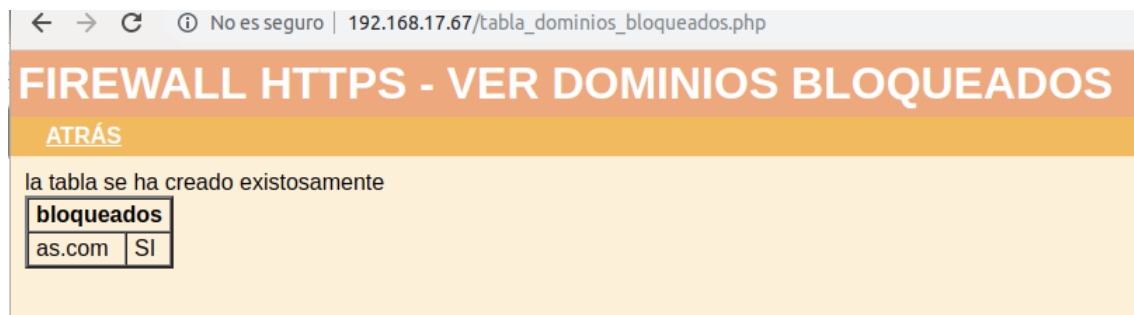 No es seguro | 192.168.17.67/tabla_dominios_bloqueados.php
FIREWALL HTTPS - VER DOMINIOS BLOQUEADOS
ATRÁS
la tabla se ha creado existosamente
bloqueados
as.com SI